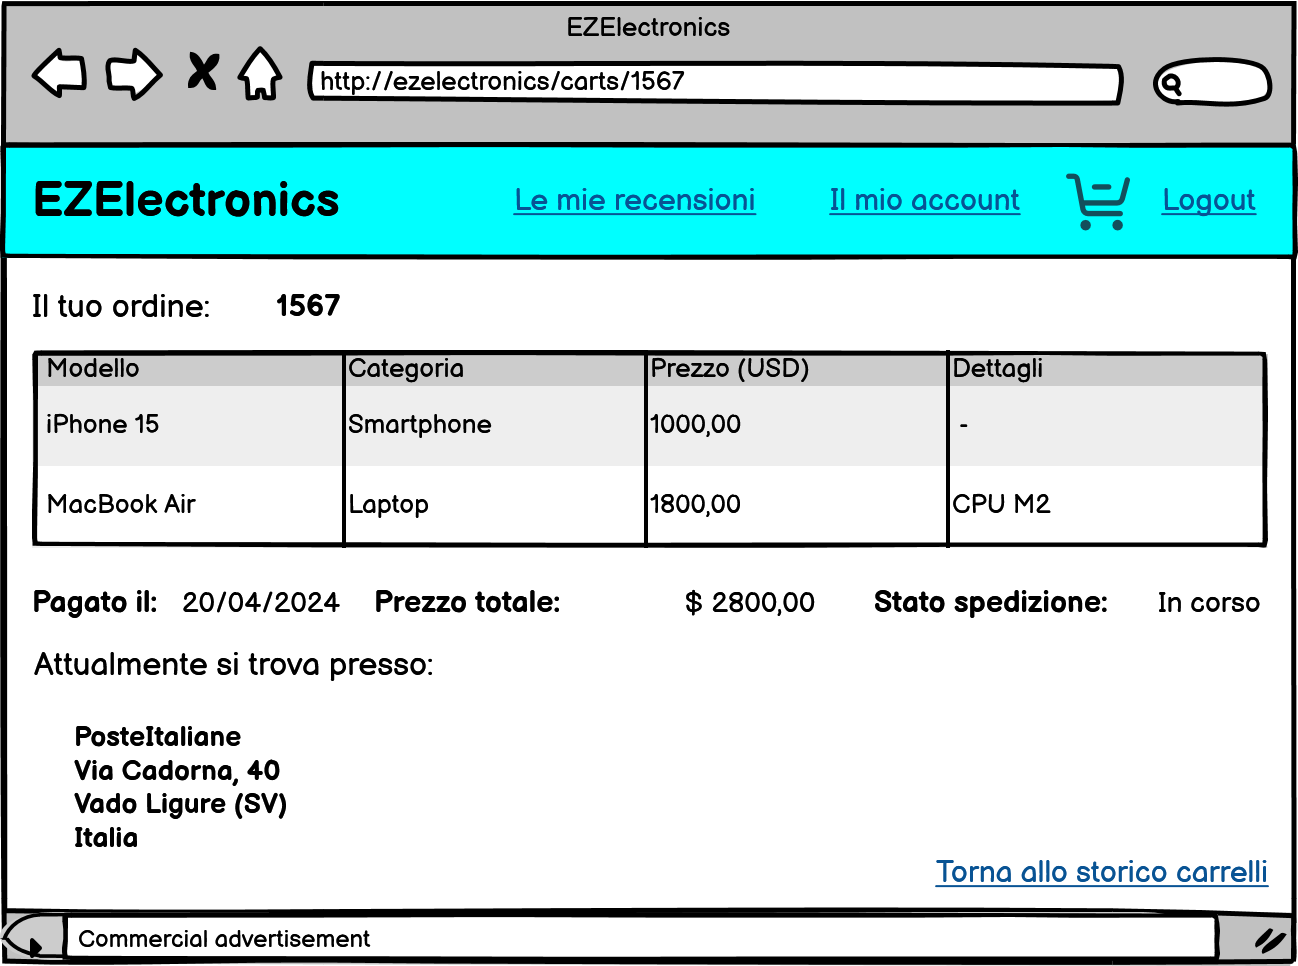 EZElectronics
http://ezelectronics/carts/1567
EZElectronics Le mie recensioni Il mio account Logout
Il tuo ordine: 1567
Modello Categoria Prezzo (USD) Dettagli
iPhone 15 Smartphone 1000,00 -
MacBook Air Laptop 1800,00 CPU M2
Pagato il: 20/04/2024 Prezzo totale: $ 2800,00 Stato spedizione: In corso
Attualmente si trova presso:
PosteItaliane
Via Cadorna, 40
Vado Ligure (SV)
Italia
Torna allo storico carrelli
Commercial advertisement